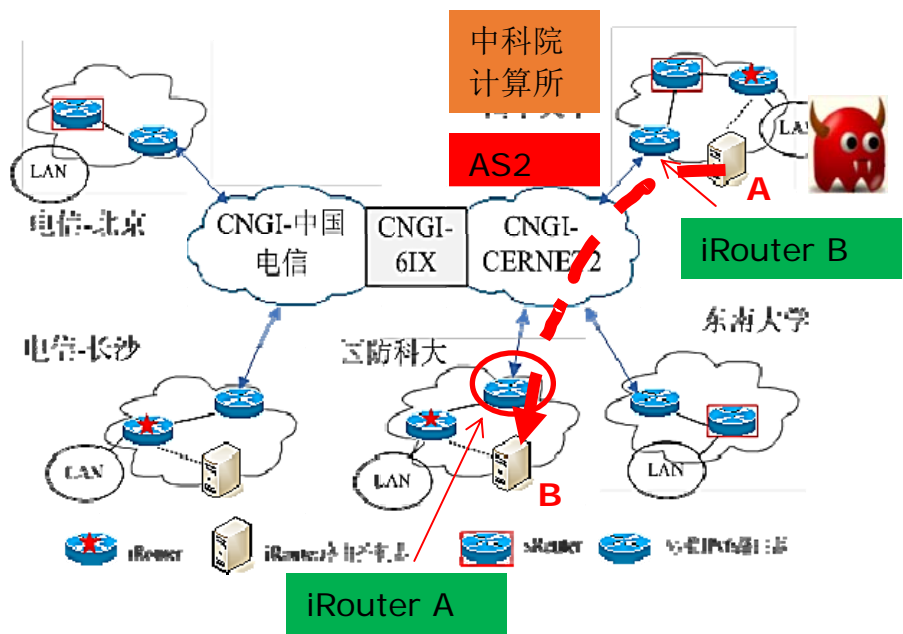 中科院
计算所
AS2
LAN
LAN
A
电信-北京
CNGI-中国
电信
CNGI-
6IX
CNGI-
CERNET2
iRouter B
东南大学
电信-长沙
防科大
LAN
LAN
B
LAN
iRouter
sRouter
iRouter A